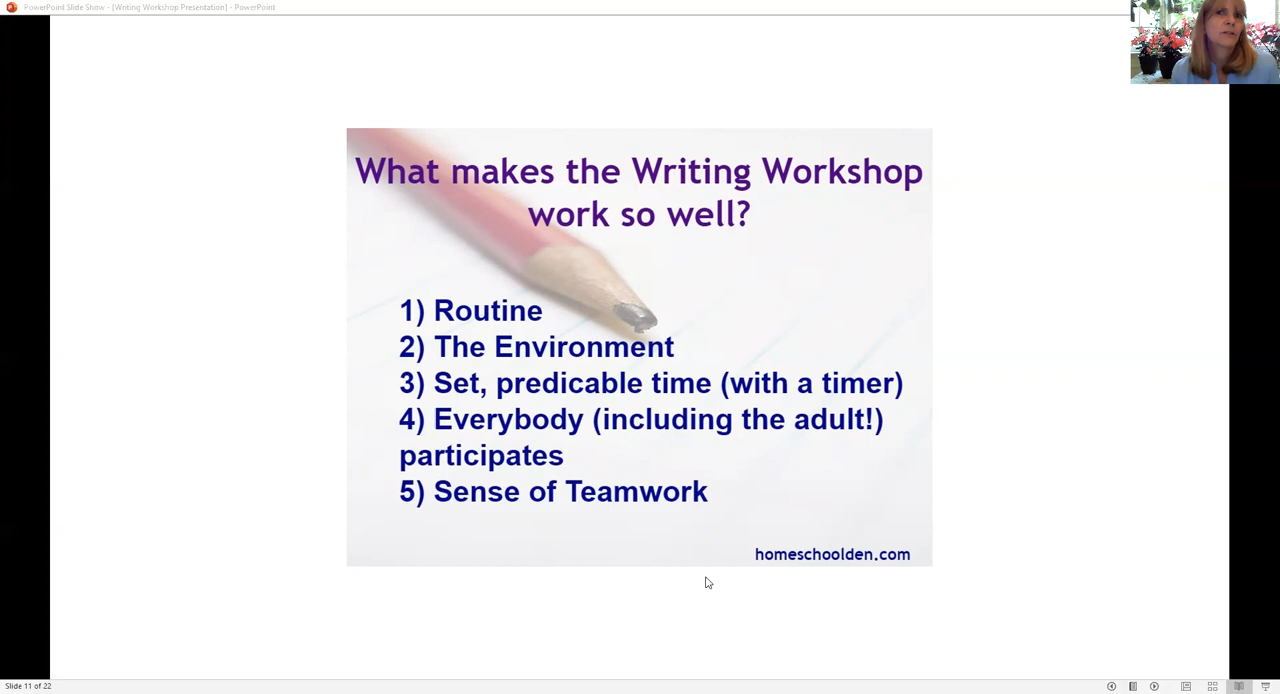 PowerPoint Slide Show - [Writing Workshop Presentation] - PowerPoint
What makes the Writing Workshop
work so well?
1) Routine
2) The Environment
3) Set, predicable time (with a timer)
4) Everybody (including the adult!)
participates
5) Sense of Teamwork
homeschoolden.com
Slide 11 of 22